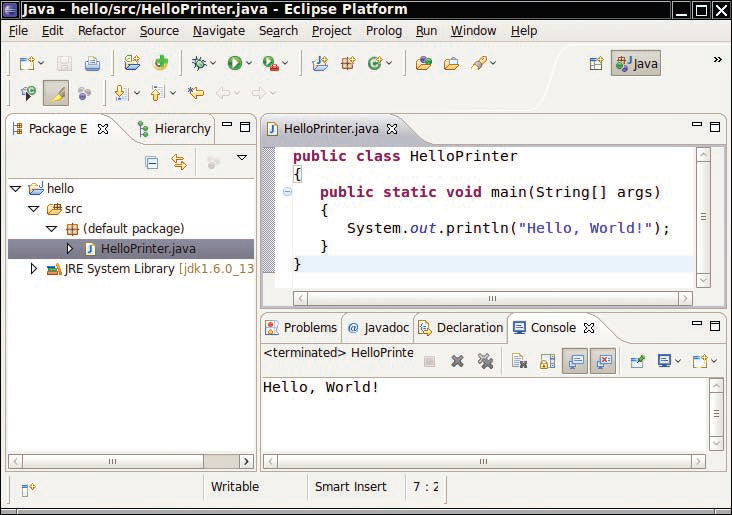 Java - hello/src/HelloPrinter.java - Eclipse Platform
File Edit Refactor Source Navigate Search Project Prolog Run Window Help
Java
Package E Hierarchy
hello
src
(default package)
HelloPrinter.java
JRE System Library [jdk1.6.0_13
HelloPrinter.java
public class HelloPrinter
{
public static void main(String[] args)
{
System.out.println("Hello, World!");
}
}
Problems Javadoc Declaration Console
<terminated> HelloPrinte
Hello, World!
Writable Smart Insert 7 : 2